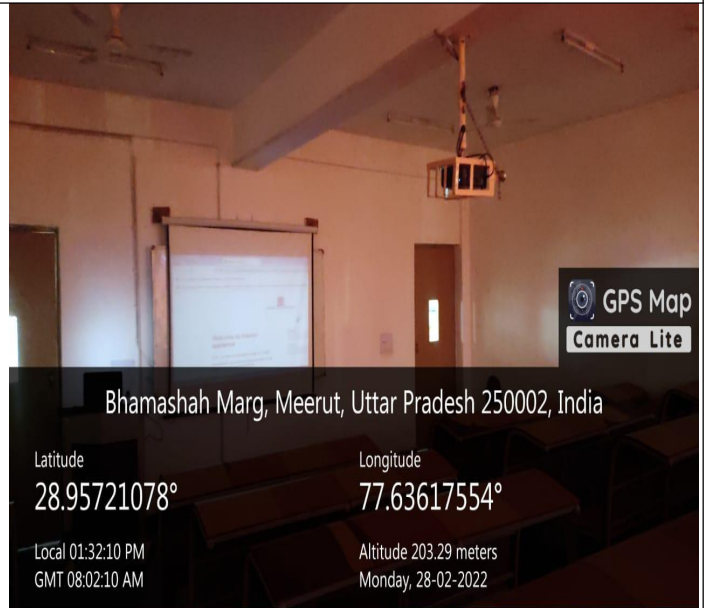 GPS Map
Camera Lite
Bhamashah Marg, Meerut, Uttar Pradesh 250002, India
Latitude
28.95721078°
Longitude
77.63617554°
Local 01:32:10 PM
GMT 08:02:10 AM
Altitude 203.29 meters
Monday, 28-02-2022